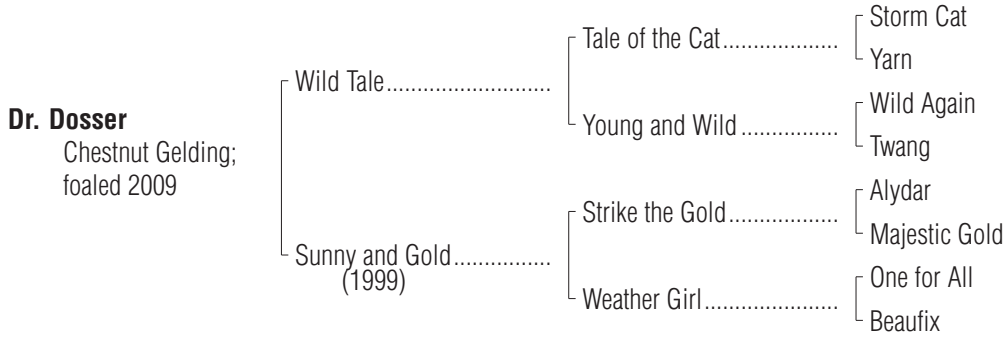 Storm Cat
Tale of the Cat...................
Yarn
Wild Tale...........................
Wild Again
Young and Wild ................
Twang
Dr. Dosser
Chestnut Gelding;
foaled 2009
Alydar
Strike the Gold..................
Majestic Gold
Sunny and Gold................
(1999)
One for All
Weather Girl......................
Beaufix